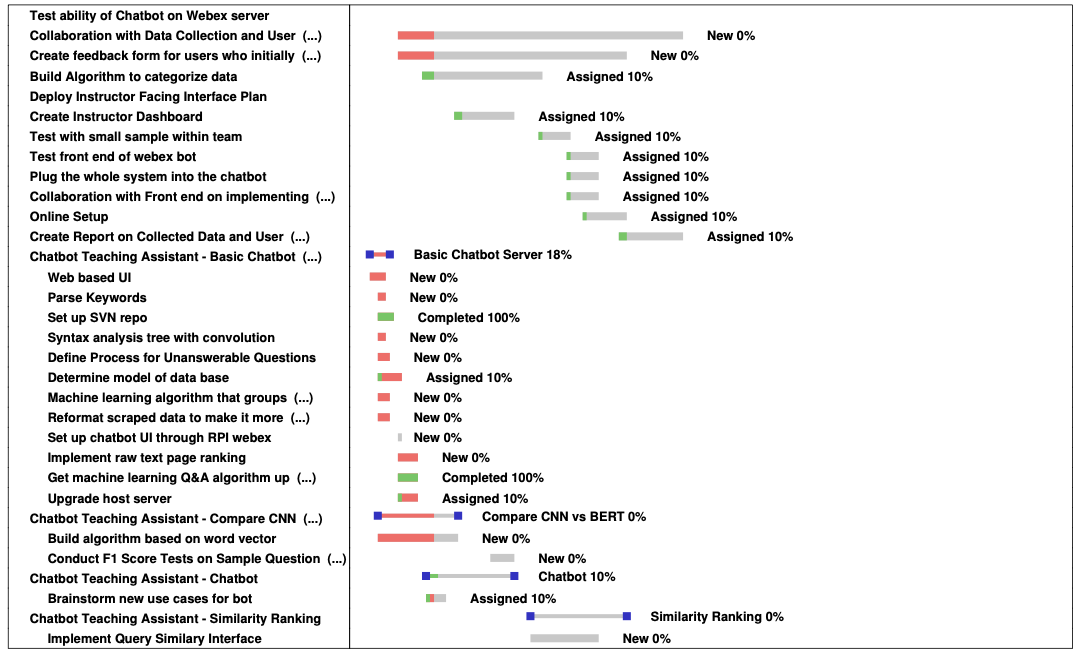 Test ability of Chatbot on Webex server
Collaboration with Data Collection and User (...) New 0%
Create feedback form for users who initially (...) New 0%
Build Algorithm to categorize data Assigned 10%
Deploy Instructor Facing Interface Plan
Create Instructor Dashboard Assigned 10%
Test with small sample within team Assigned 10%
Test front end of webex bot Assigned 10%
Plug the whole system into the chatbot Assigned 10%
Collaboration with Front end on implementing (...) Assigned 10%
Online Setup Assigned 10%
Create Report on Collected Data and User (...) Assigned 10%
Chatbot Teaching Assistant - Basic Chatbot (...) Basic Chatbot Server 18%
Web based UI New 0%
Parse Keywords New 0%
Set up SVN repo Completed 100%
Syntax analysis tree with convolution New 0%
Define Process for Unanswerable Questions New 0%
Determine model of data base Assigned 10%
Machine learning algorithm that groups (...) New 0%
Reformat scraped data to make it more (...) New 0%
Set up chatbot UI through RPI webex New 0%
Implement raw text page ranking New 0%
Get machine learning Q&A algorithm up (...) Completed 100%
Upgrade host server Assigned 10%
Chatbot Teaching Assistant - Compare CNN (...) Compare CNN vs BERT 0%
Build algorithm based on word vector New 0%
Conduct F1 Score Tests on Sample Question (...) New 0%
Chatbot Teaching Assistant - Chatbot Chatbot 10%
Brainstorm new use cases for bot Assigned 10%
Chatbot Teaching Assistant - Similarity Ranking Similarity Ranking 0%
Implement Query Similary Interface New 0%